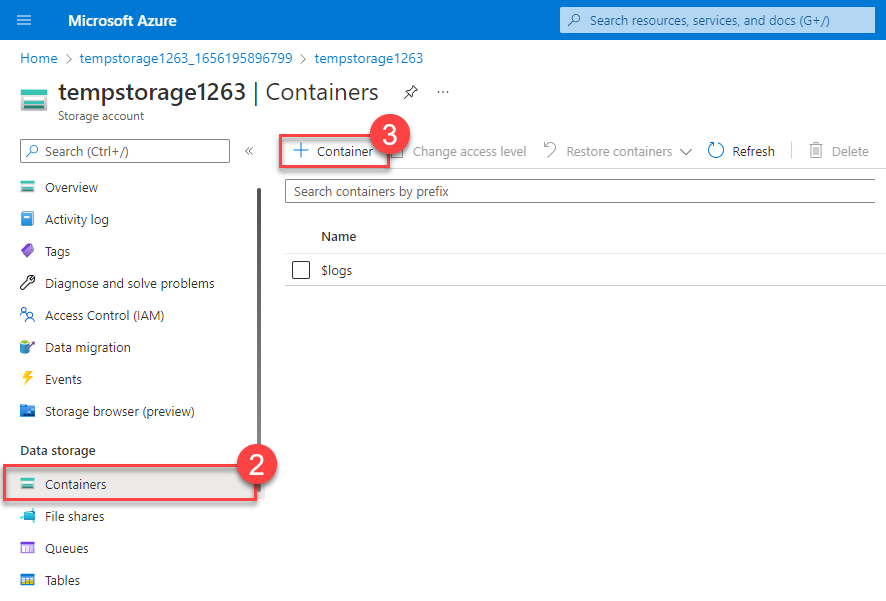 Microsoft Azure
Search resources, services, and docs (G+/)
Home > tempstorage1263_1656195896799 > tempstorage1263
tempstorage1263 | Containers ...
Storage account
Search (Ctrl+/) «
+ Container 3 Change access level Restore containers Refresh Delete
Search containers by prefix
Name
$logs
Overview
Activity log
Tags
Diagnose and solve problems
Access Control (IAM)
Data migration
Events
Storage browser (preview)
Data storage
Containers 2
File shares
Queues
Tables